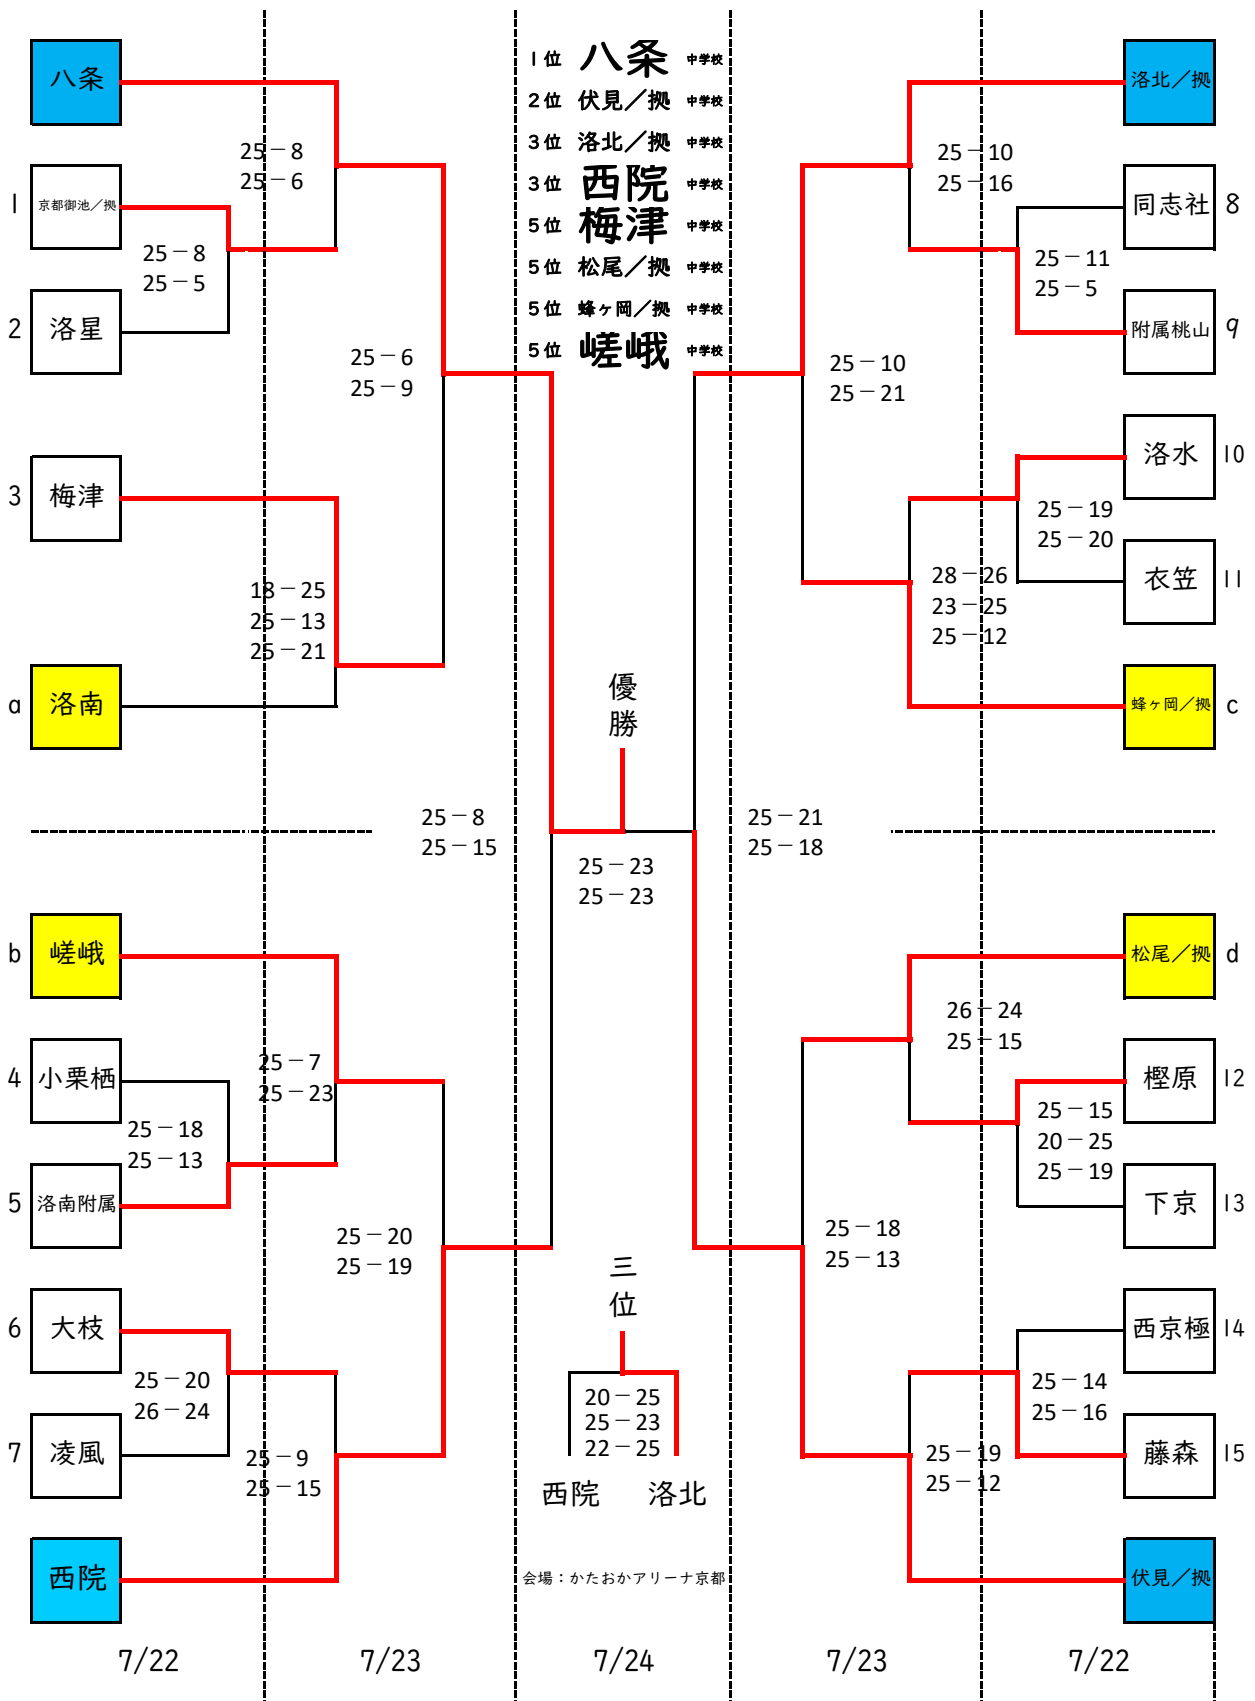 1位 八条 中学校
2位 伏見／拠 中学校
3位 洛北／拠 中学校
3位 西院 中学校
5位 梅津 中学校
5位 松尾／拠 中学校
5位 蜂ヶ岡／拠 中学校
5位 嵯峨 中学校
八条
25－8
25－6
1 京都御池／拠
25－8
25－5
2 洛星
25－6
25－9
3 梅津
18－25
25－13
25－21
a 洛南
25－8
25－15
b 嵯峨
25－7
25－23
4 小栗栖
25－18
25－13
5 洛南附属
25－20
25－19
6 大枝
25－20
26－24
7 凌風
25－9
25－15
西院
優勝
25－23
25－23
三位
20－25
25－23
22－25
西院 洛北
会場：かたおかアリーナ京都
洛北／拠
25－10
25－16
同志社 8
25－11
25－5
附属桃山 9
25－10
25－21
洛水 10
25－19
25－20
衣笠 11
28－26
23－25
25－12
蜂ヶ岡／拠 c
25－21
25－18
松尾／拠 d
26－24
25－15
樫原 12
25－15
20－25
25－19
下京 13
25－18
25－13
西京極 14
25－14
25－16
藤森 15
25－19
25－12
伏見／拠
7/22 7/23 7/24 7/23 7/22